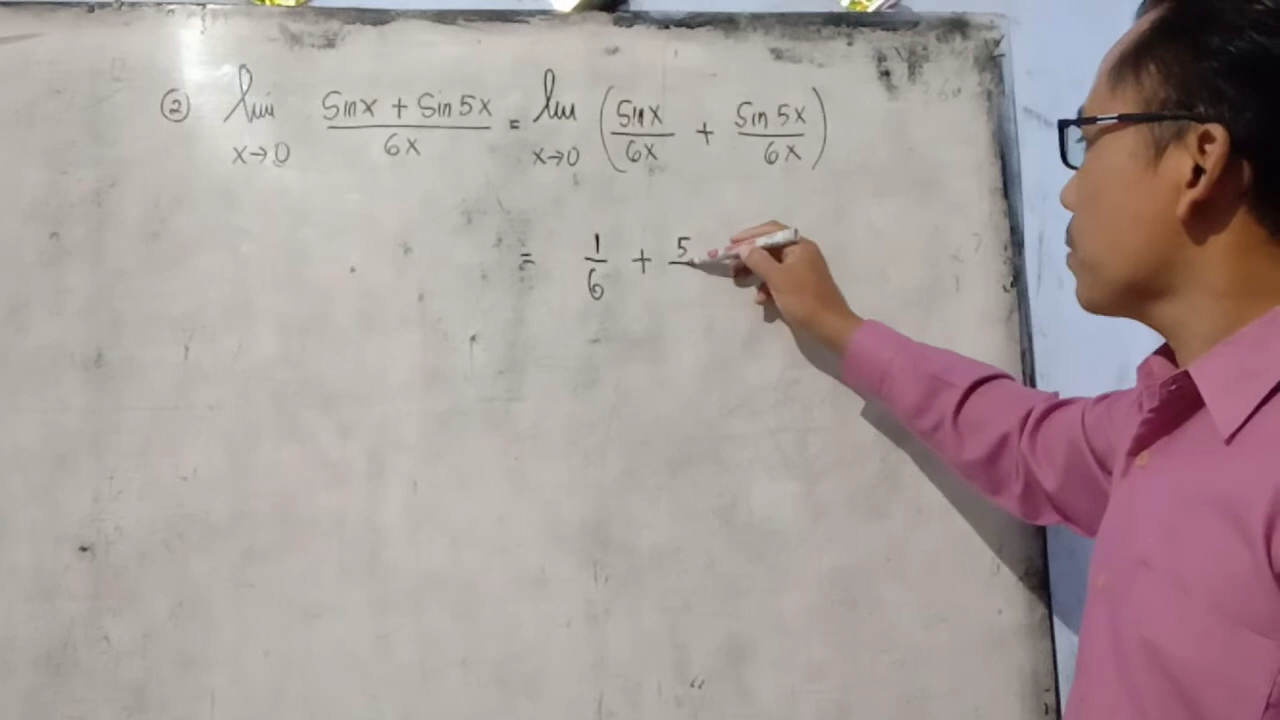 ② lim x→0 (Sin x + Sin 5x)/6x = lim x→0 (Sin x/6x + Sin 5x/6x)
= 1/6 + 5/